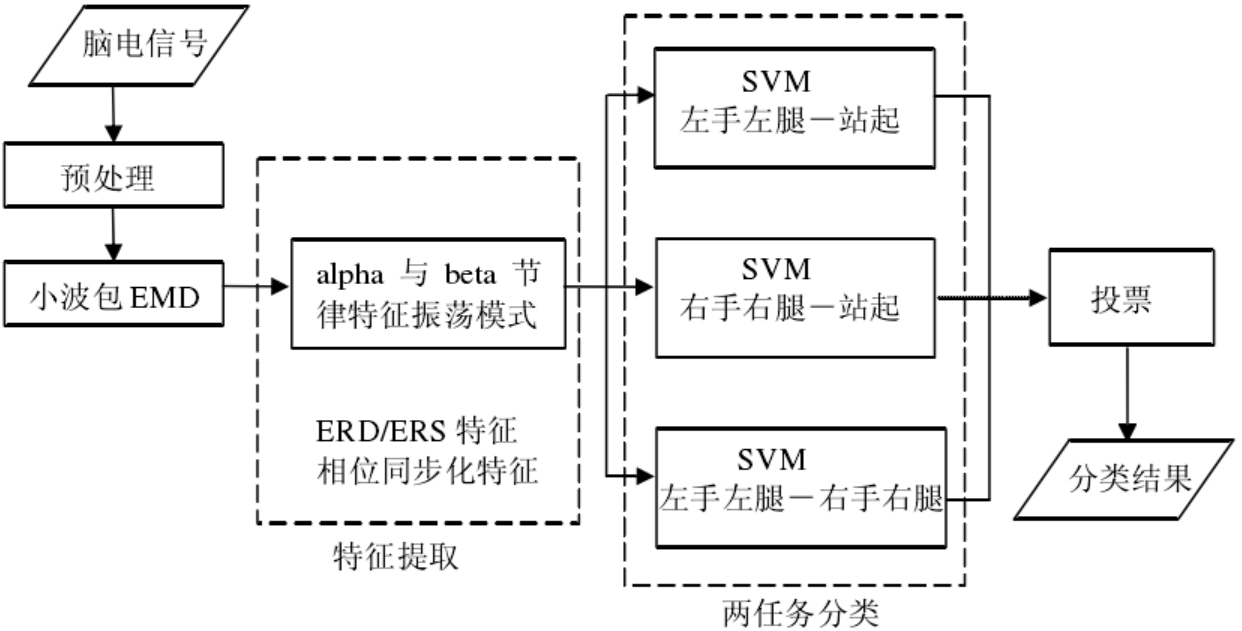 脑电信号
预处理
小波包EMD
alpha 与 beta 节
律特征振荡模式
ERD/ERS 特征
相位同步化特征
特征提取
SVM
左手左腿－站起
SVM
右手右腿－站起
SVM
左手左腿－右手右腿
两任务分类
投票
分类结果